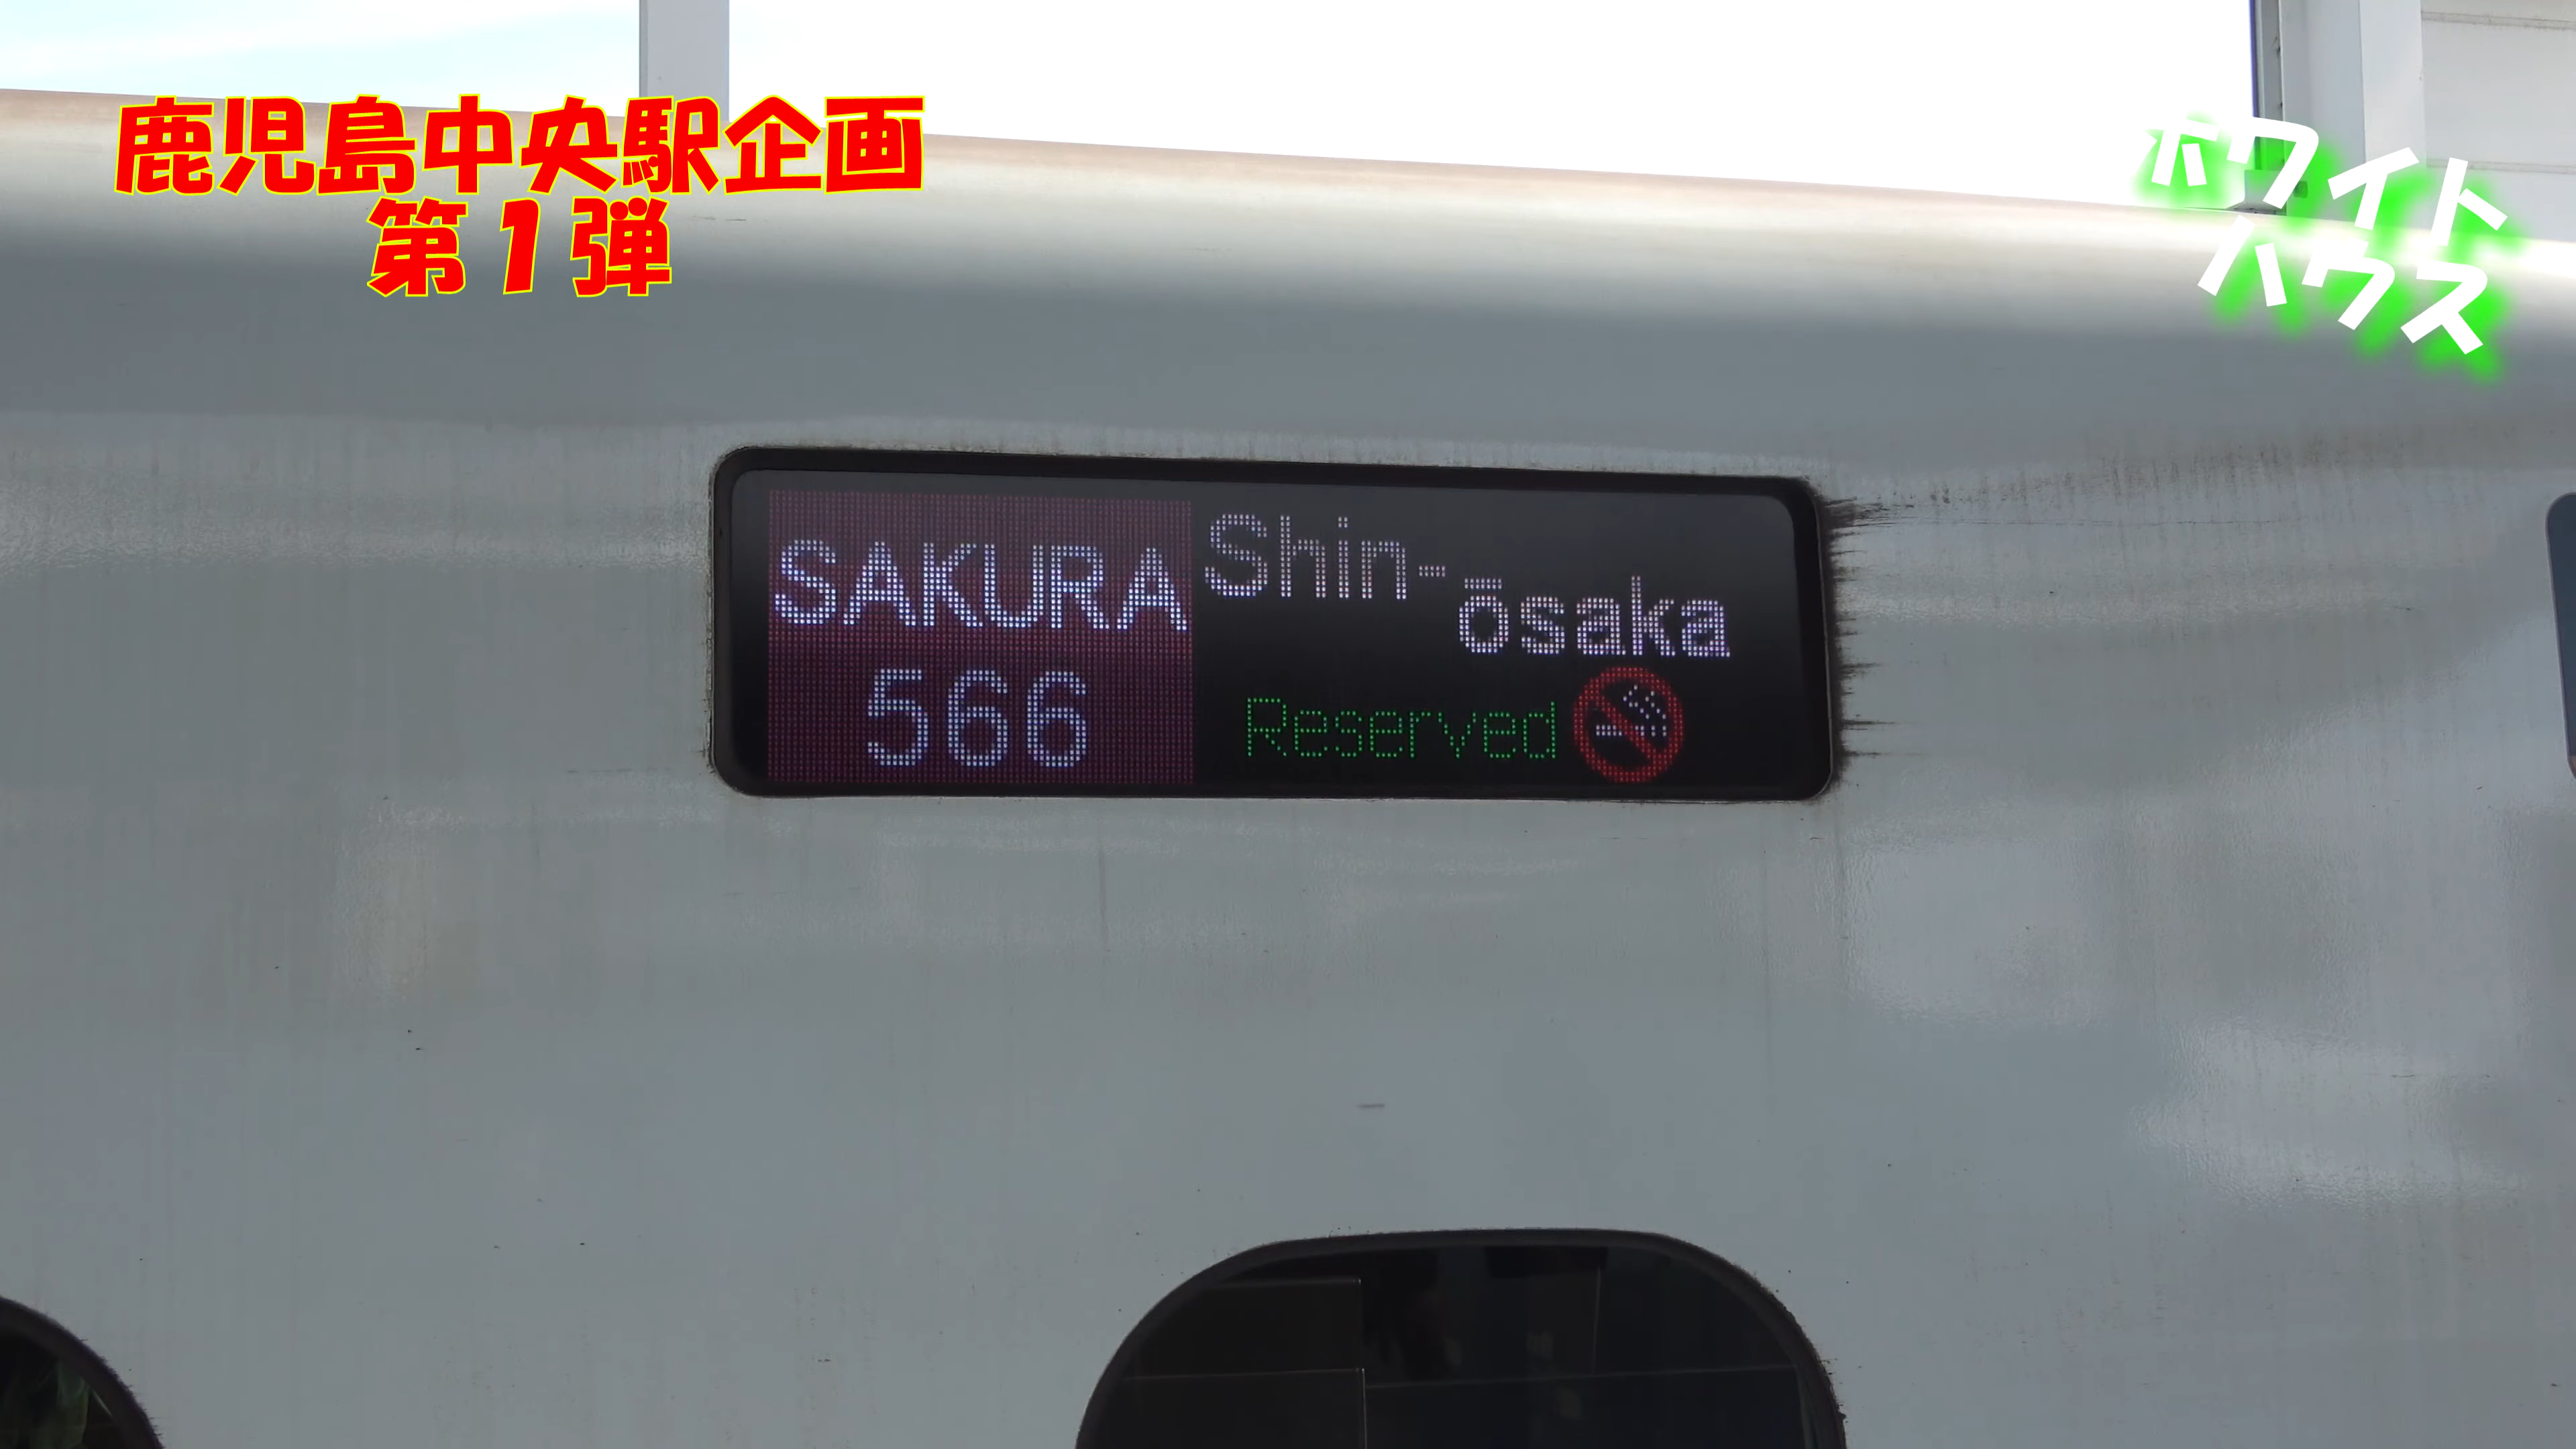 鹿児島中央駅企画
第1弾
ホワイト
ハウス
SAKURA
566
Shin-
ōsaka
Reserved